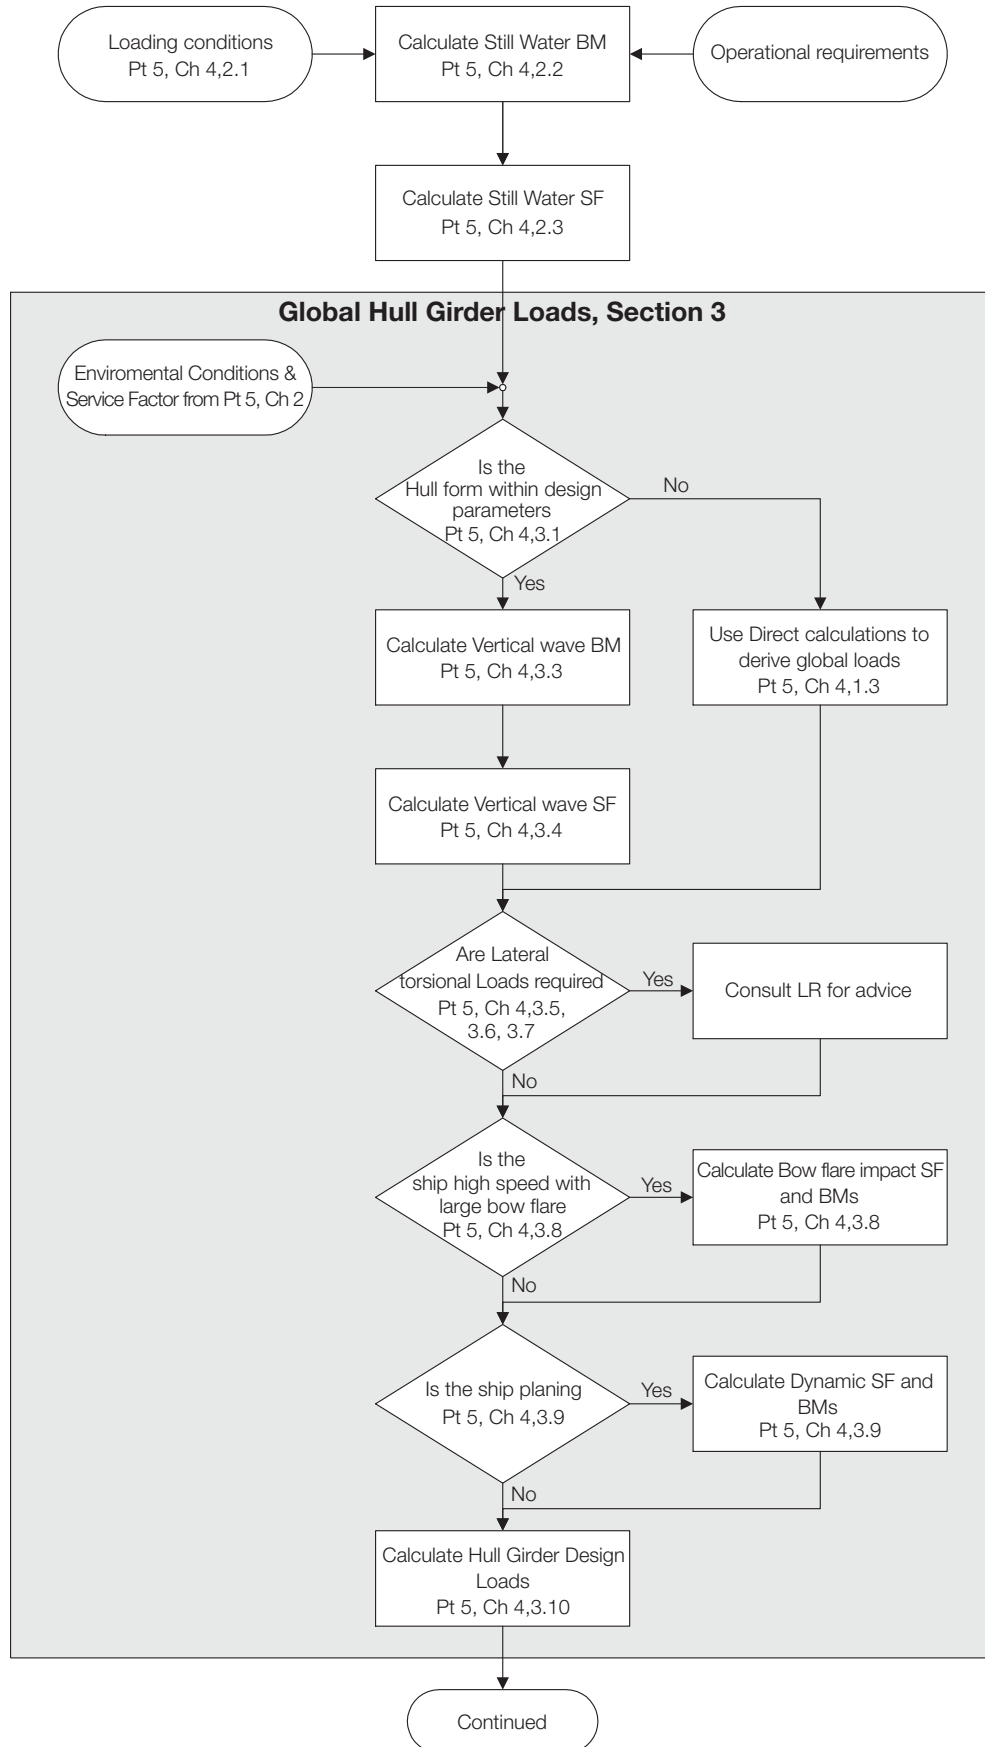 Loading conditions
Pt 5, Ch 4,2.1
Calculate Still Water BM
Pt 5, Ch 4,2.2
Operational requirements
Calculate Still Water SF
Pt 5, Ch 4,2.3
Global Hull Girder Loads, Section 3
Enviromental Conditions &
Service Factor from Pt 5, Ch 2
Is the
Hull form within design
parameters
Pt 5, Ch 4,3.1
No
Yes
Calculate Vertical wave BM
Pt 5, Ch 4,3.3
Use Direct calculations to
derive global loads
Pt 5, Ch 4,1.3
Calculate Vertical wave SF
Pt 5, Ch 4,3.4
Are Lateral
torsional Loads required
Pt 5, Ch 4,3.5,
3.6, 3.7
Yes
Consult LR for advice
No
Is the
ship high speed with
large bow flare
Pt 5, Ch 4,3.8
Yes
Calculate Bow flare impact SF
and BMs
Pt 5, Ch 4,3.8
No
Is the ship planing
Pt 5, Ch 4,3.9
Yes
Calculate Dynamic SF and
BMs
Pt 5, Ch 4,3.9
No
Calculate Hull Girder Design
Loads
Pt 5, Ch 4,3.10
Continued